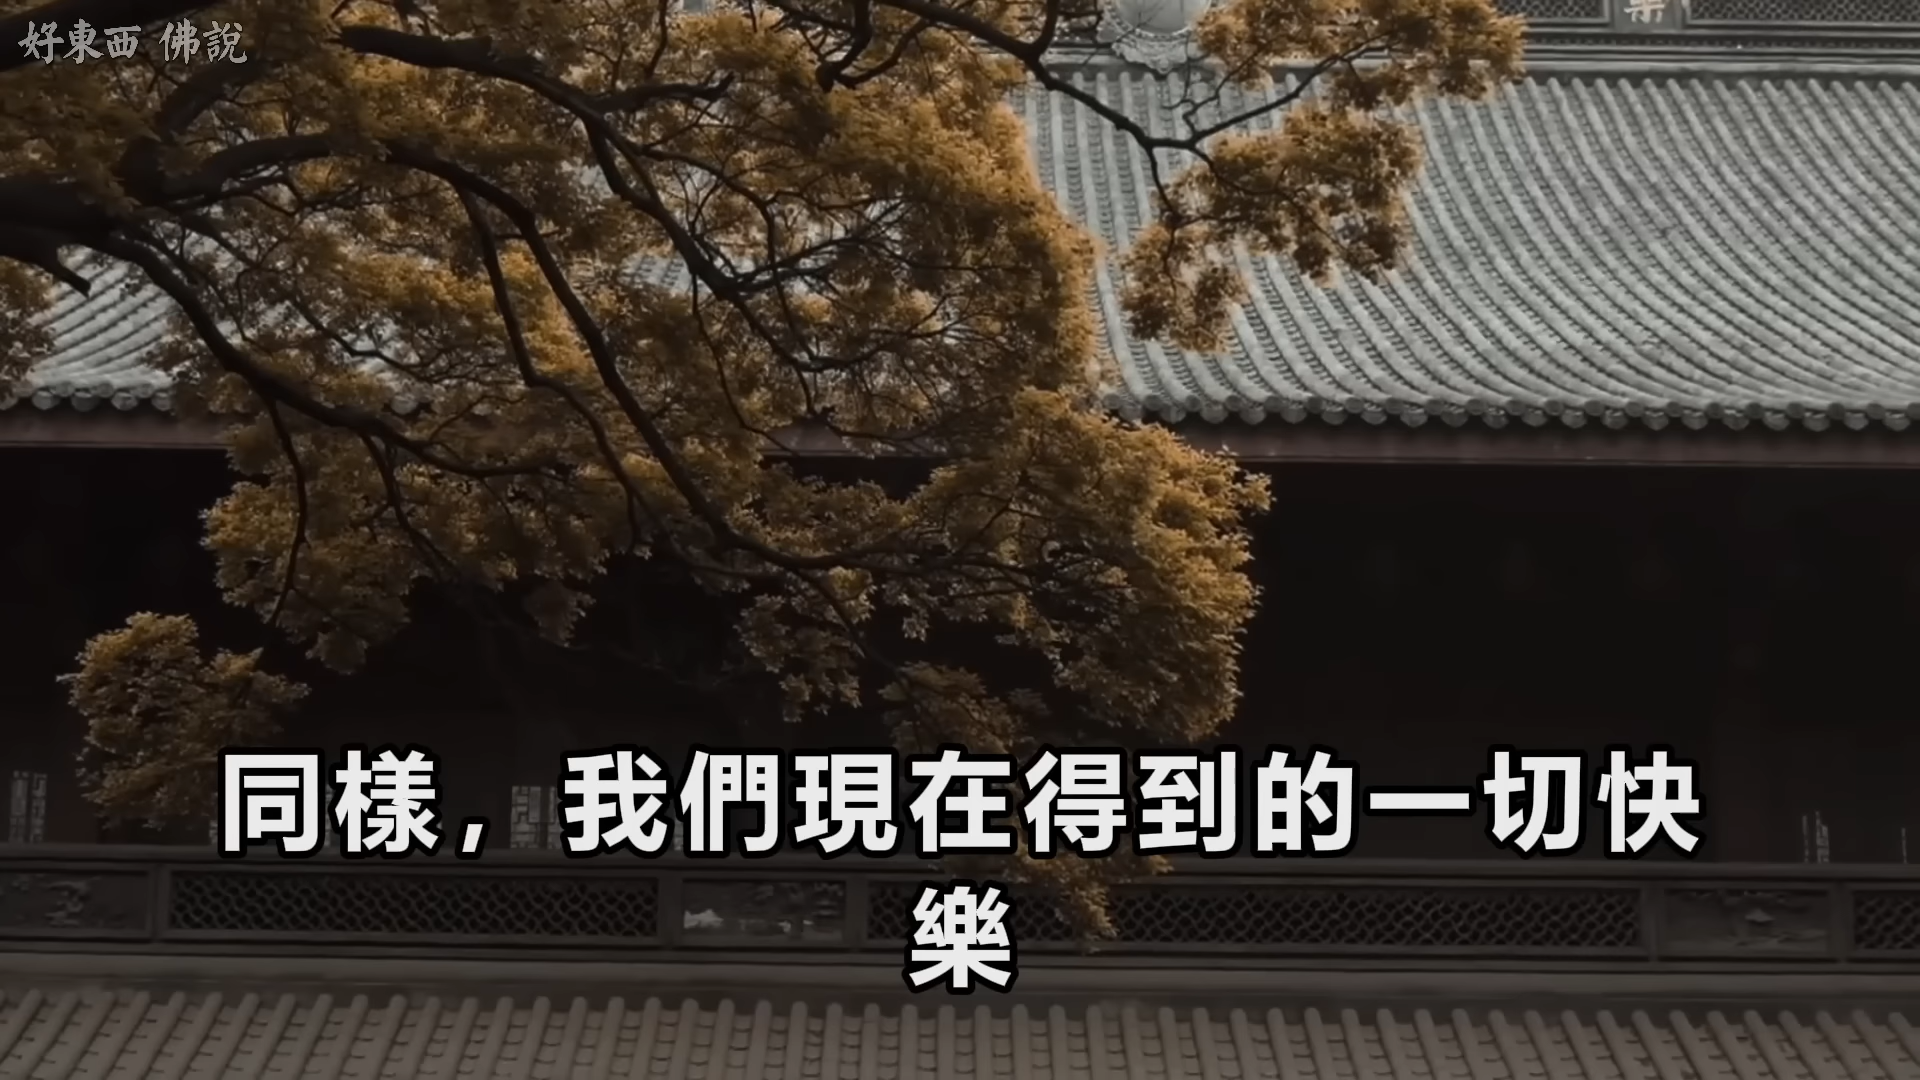 好東西 佛說
同樣，我們現在得到的一切快
樂